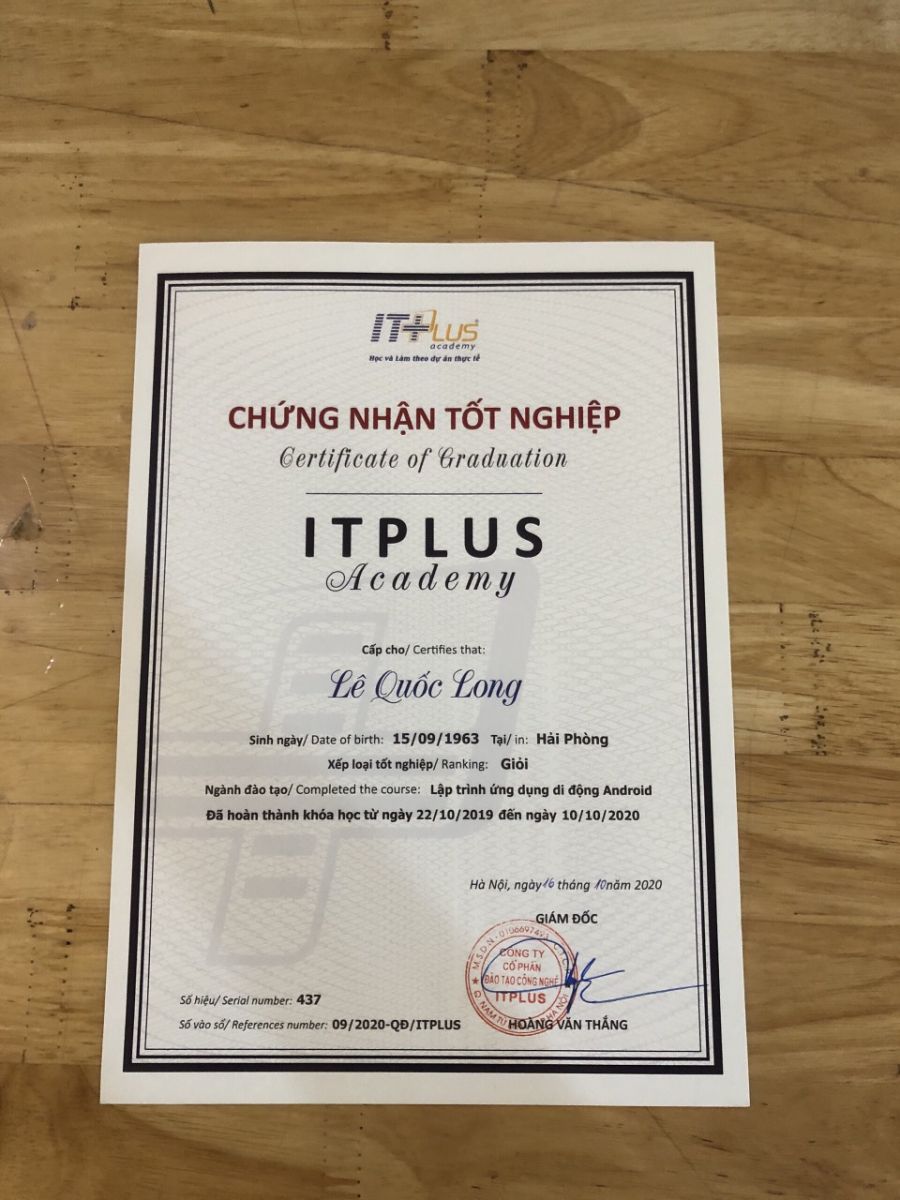 ITPLUS
academy
Học và Làm theo dự án thực tế
CHỨNG NHẬN TỐT NGHIỆP
Certificate of Graduation
ITPLUS
Academy
Cấp cho/ Certifies that:
Lê Quốc Long
Sinh ngày/ Date of birth: 15/09/1963 Tại/ in: Hải Phòng
Xếp loại tốt nghiệp/ Ranking: Giỏi
Ngành đào tạo/ Completed the course: Lập trình ứng dụng di động Android
Đã hoàn thành khóa học từ ngày 22/10/2019 đến ngày 10/10/2020
Hà Nội, ngày 16 tháng 10 năm 2020
GIÁM ĐỐC
M.S.D.N - 0106697493
CÔNG TY
CỔ PHẦN
ĐÀO TẠO CÔNG NGHỆ
ITPLUS
HOÀNG VĂN THẮNG
Số hiệu/ Serial number: 437
Số vào sổ/ References number: 09/2020-QĐ/ITPLUS